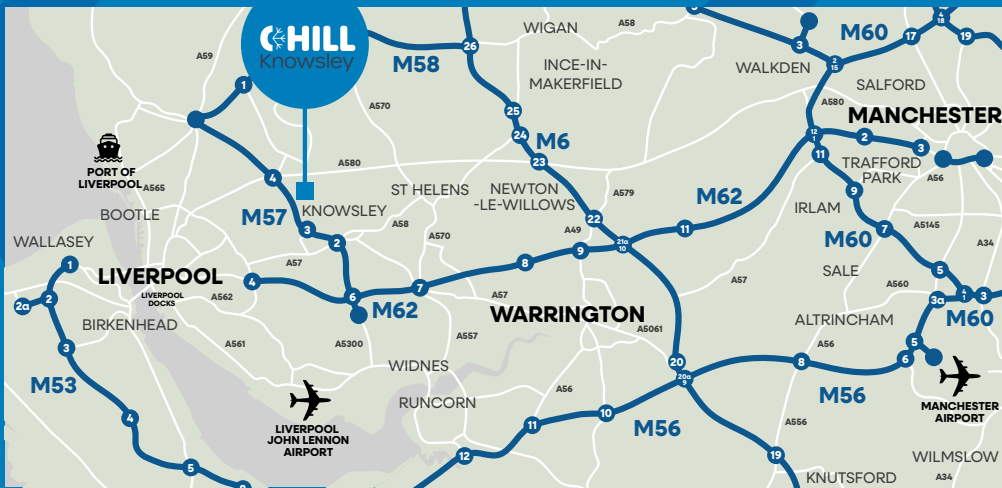 CHILL
Knowsley
WIGAN
A58
M60
4
18
17
19
3
2
15
A59
M58
26
INCE-IN-
MAKERFIELD
WALKDEN
SALFORD
1
A570
25
24
M6
23
A580
MANCHESTER
12
1
2
3
11
PORT OF
LIVERPOOL
A565
A580
4
ST HELENS
NEWTON
-LE-WILLOWS
A579
M62
TRAFFORD
PARK
A56
9
BOOTLE
M57
KNOWSLEY
3
2
A58
A570
22
A49
21a
10
11
IRLAM
M60
7
A5145
A34
WALLASEY
1
A57
9
8
LIVERPOOL
LIVERPOOL
DOCKS
4
A562
6
7
M62
A57
A57
SALE
5
A560
4
1
3
3a
M60
2a
2
BIRKENHEAD
WARRINGTON
A5061
ALTRINCHAM
3
A561
A5300
A557
WIDNES
20
20a
9
8
A56
5
6
M53
RUNCORN
A56
M56
MANCHESTER
AIRPORT
4
LIVERPOOL
JOHN LENNON
AIRPORT
11
10
M56
A556
12
19
WILMSLOW
5
KNUTSFORD
A34